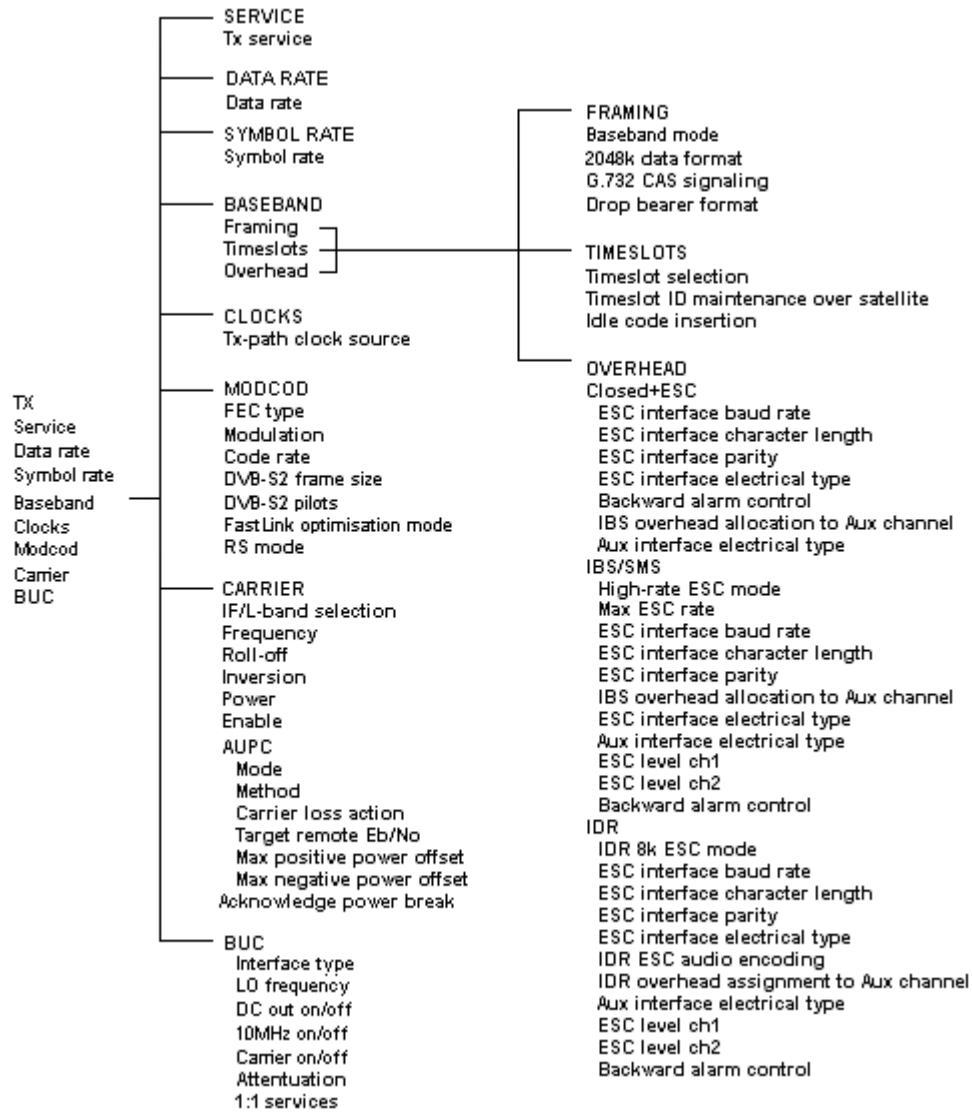 TX
Service
Data rate
Symbol rate
Baseband
Clocks
Modcod
Carrier
BUC
SERVICE
Tx service
DATA RATE
Data rate
SYMBOL RATE
Symbol rate
BASEBAND
Framing
Timeslots
Overhead
CLOCKS
Tx-path clock source
MODCOD
FEC type
Modulation
Code rate
DVB-S2 frame size
DVB-S2 pilots
FastLink optimisation mode
RS mode
CARRIER
IF/L-band selection
Frequency
Roll-off
Inversion
Power
Enable
AUPC
Mode
Method
Carrier loss action
Target remote Eb/No
Max positive power offset
Max negative power offset
Acknowledge power break
BUC
Interface type
LO frequency
DC out on/off
10MHz on/off
Carrier on/off
Attentuation
1:1 services
FRAMING
Baseband mode
2048k data format
G.732 CAS signaling
Drop bearer format
TIMESLOTS
Timeslot selection
Timeslot ID maintenance over satellite
Idle code insertion
OVERHEAD
Closed+ESC
ESC interface baud rate
ESC interface character length
ESC interface parity
ESC interface electrical type
Backward alarm control
IBS overhead allocation to Aux channel
Aux interface electrical type
IBS/SMS
High-rate ESC mode
Max ESC rate
ESC interface baud rate
ESC interface character length
ESC interface parity
IBS overhead allocation to Aux channel
ESC interface electrical type
Aux interface electrical type
ESC level ch1
ESC level ch2
Backward alarm control
IDR
IDR 8k ESC mode
ESC interface baud rate
ESC interface character length
ESC interface parity
ESC interface electrical type
IDR ESC audio encoding
IDR overhead assignment to Aux channel
Aux interface electrical type
ESC level ch1
ESC level ch2
Backward alarm control